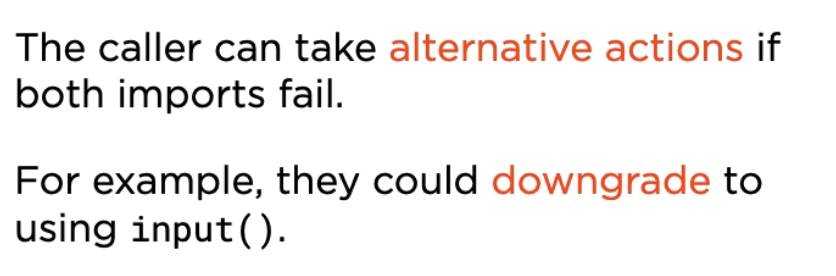 The caller can take alternative actions if
both imports fail.
For example, they could downgrade to
using input().